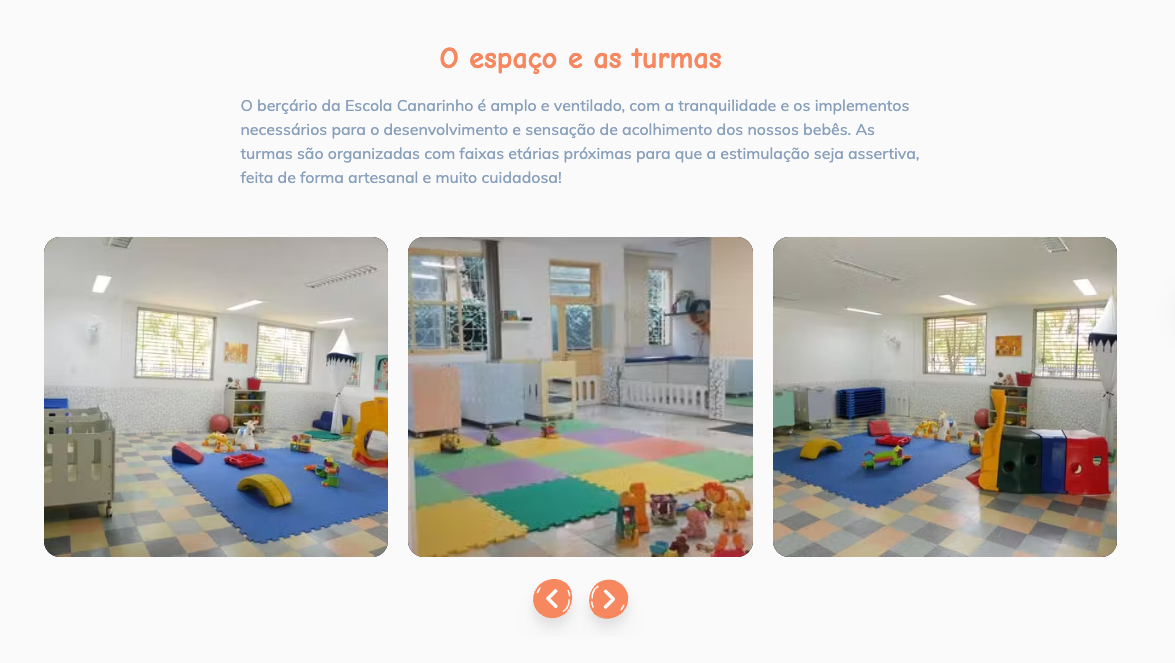 O espaço e as turmas
O berçário da Escola Canarinho é amplo e ventilado, com a tranquilidade e os implementos
necessários para o desenvolvimento e sensação de acolhimento dos nossos bebês. As
turmas são organizadas com faixas etárias próximas para que a estimulação seja assertiva,
feita de forma artesanal e muito cuidadosa!